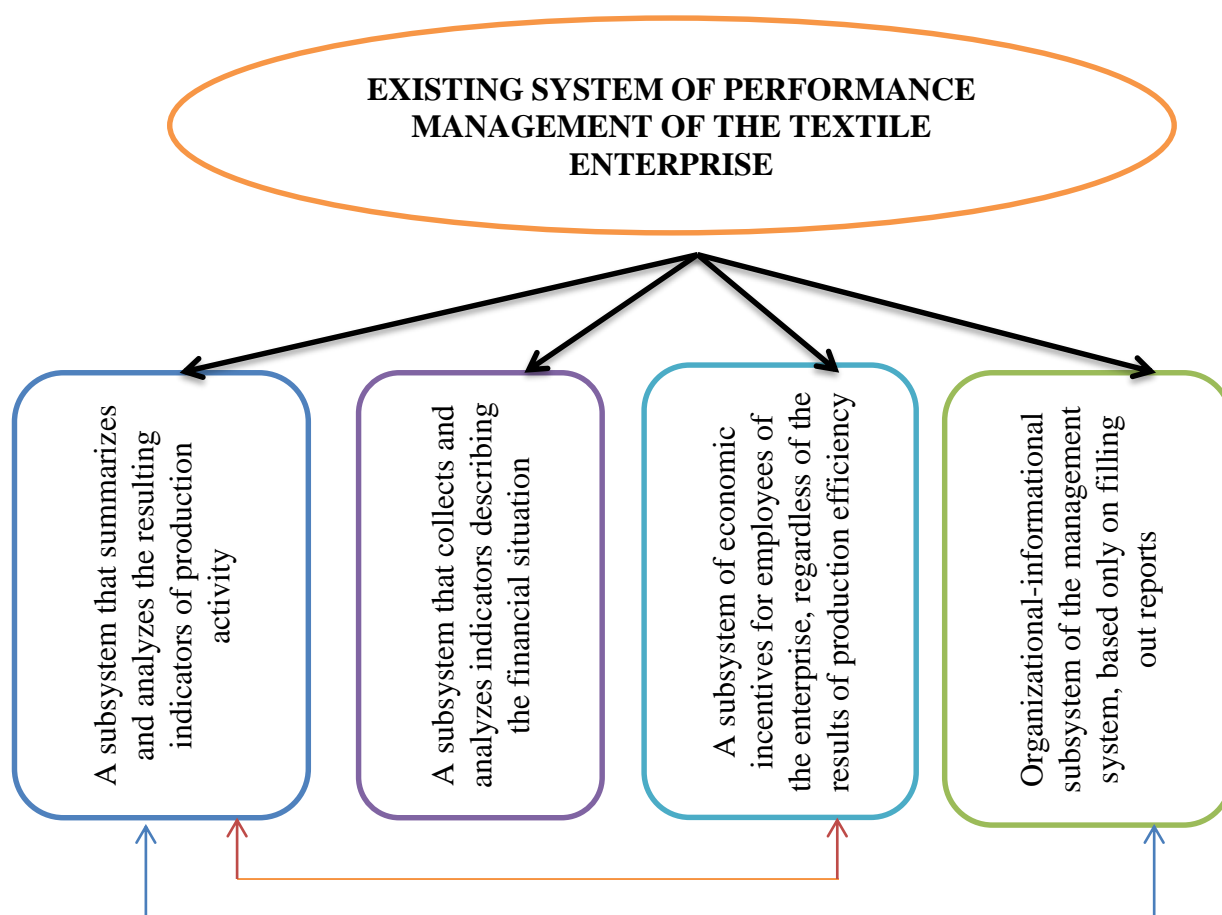 EXISTING SYSTEM OF PERFORMANCE
MANAGEMENT OF THE TEXTILE
ENTERPRISE
A subsystem that summarizes
and analyzes the resulting
indicators of production
activity
A subsystem that collects and
analyzes indicators describing
the financial situation
A subsystem of economic
incentives for employees of
the enterprise, regardless of the
results of production efficiency
Organizational-informational
subsystem of the management
system, based only on filling
out reports